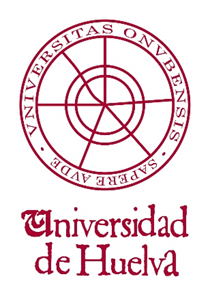 VNIVERSITAS ONVBENSIS · SAPERE AVDE ·
Universidad
de Huelva